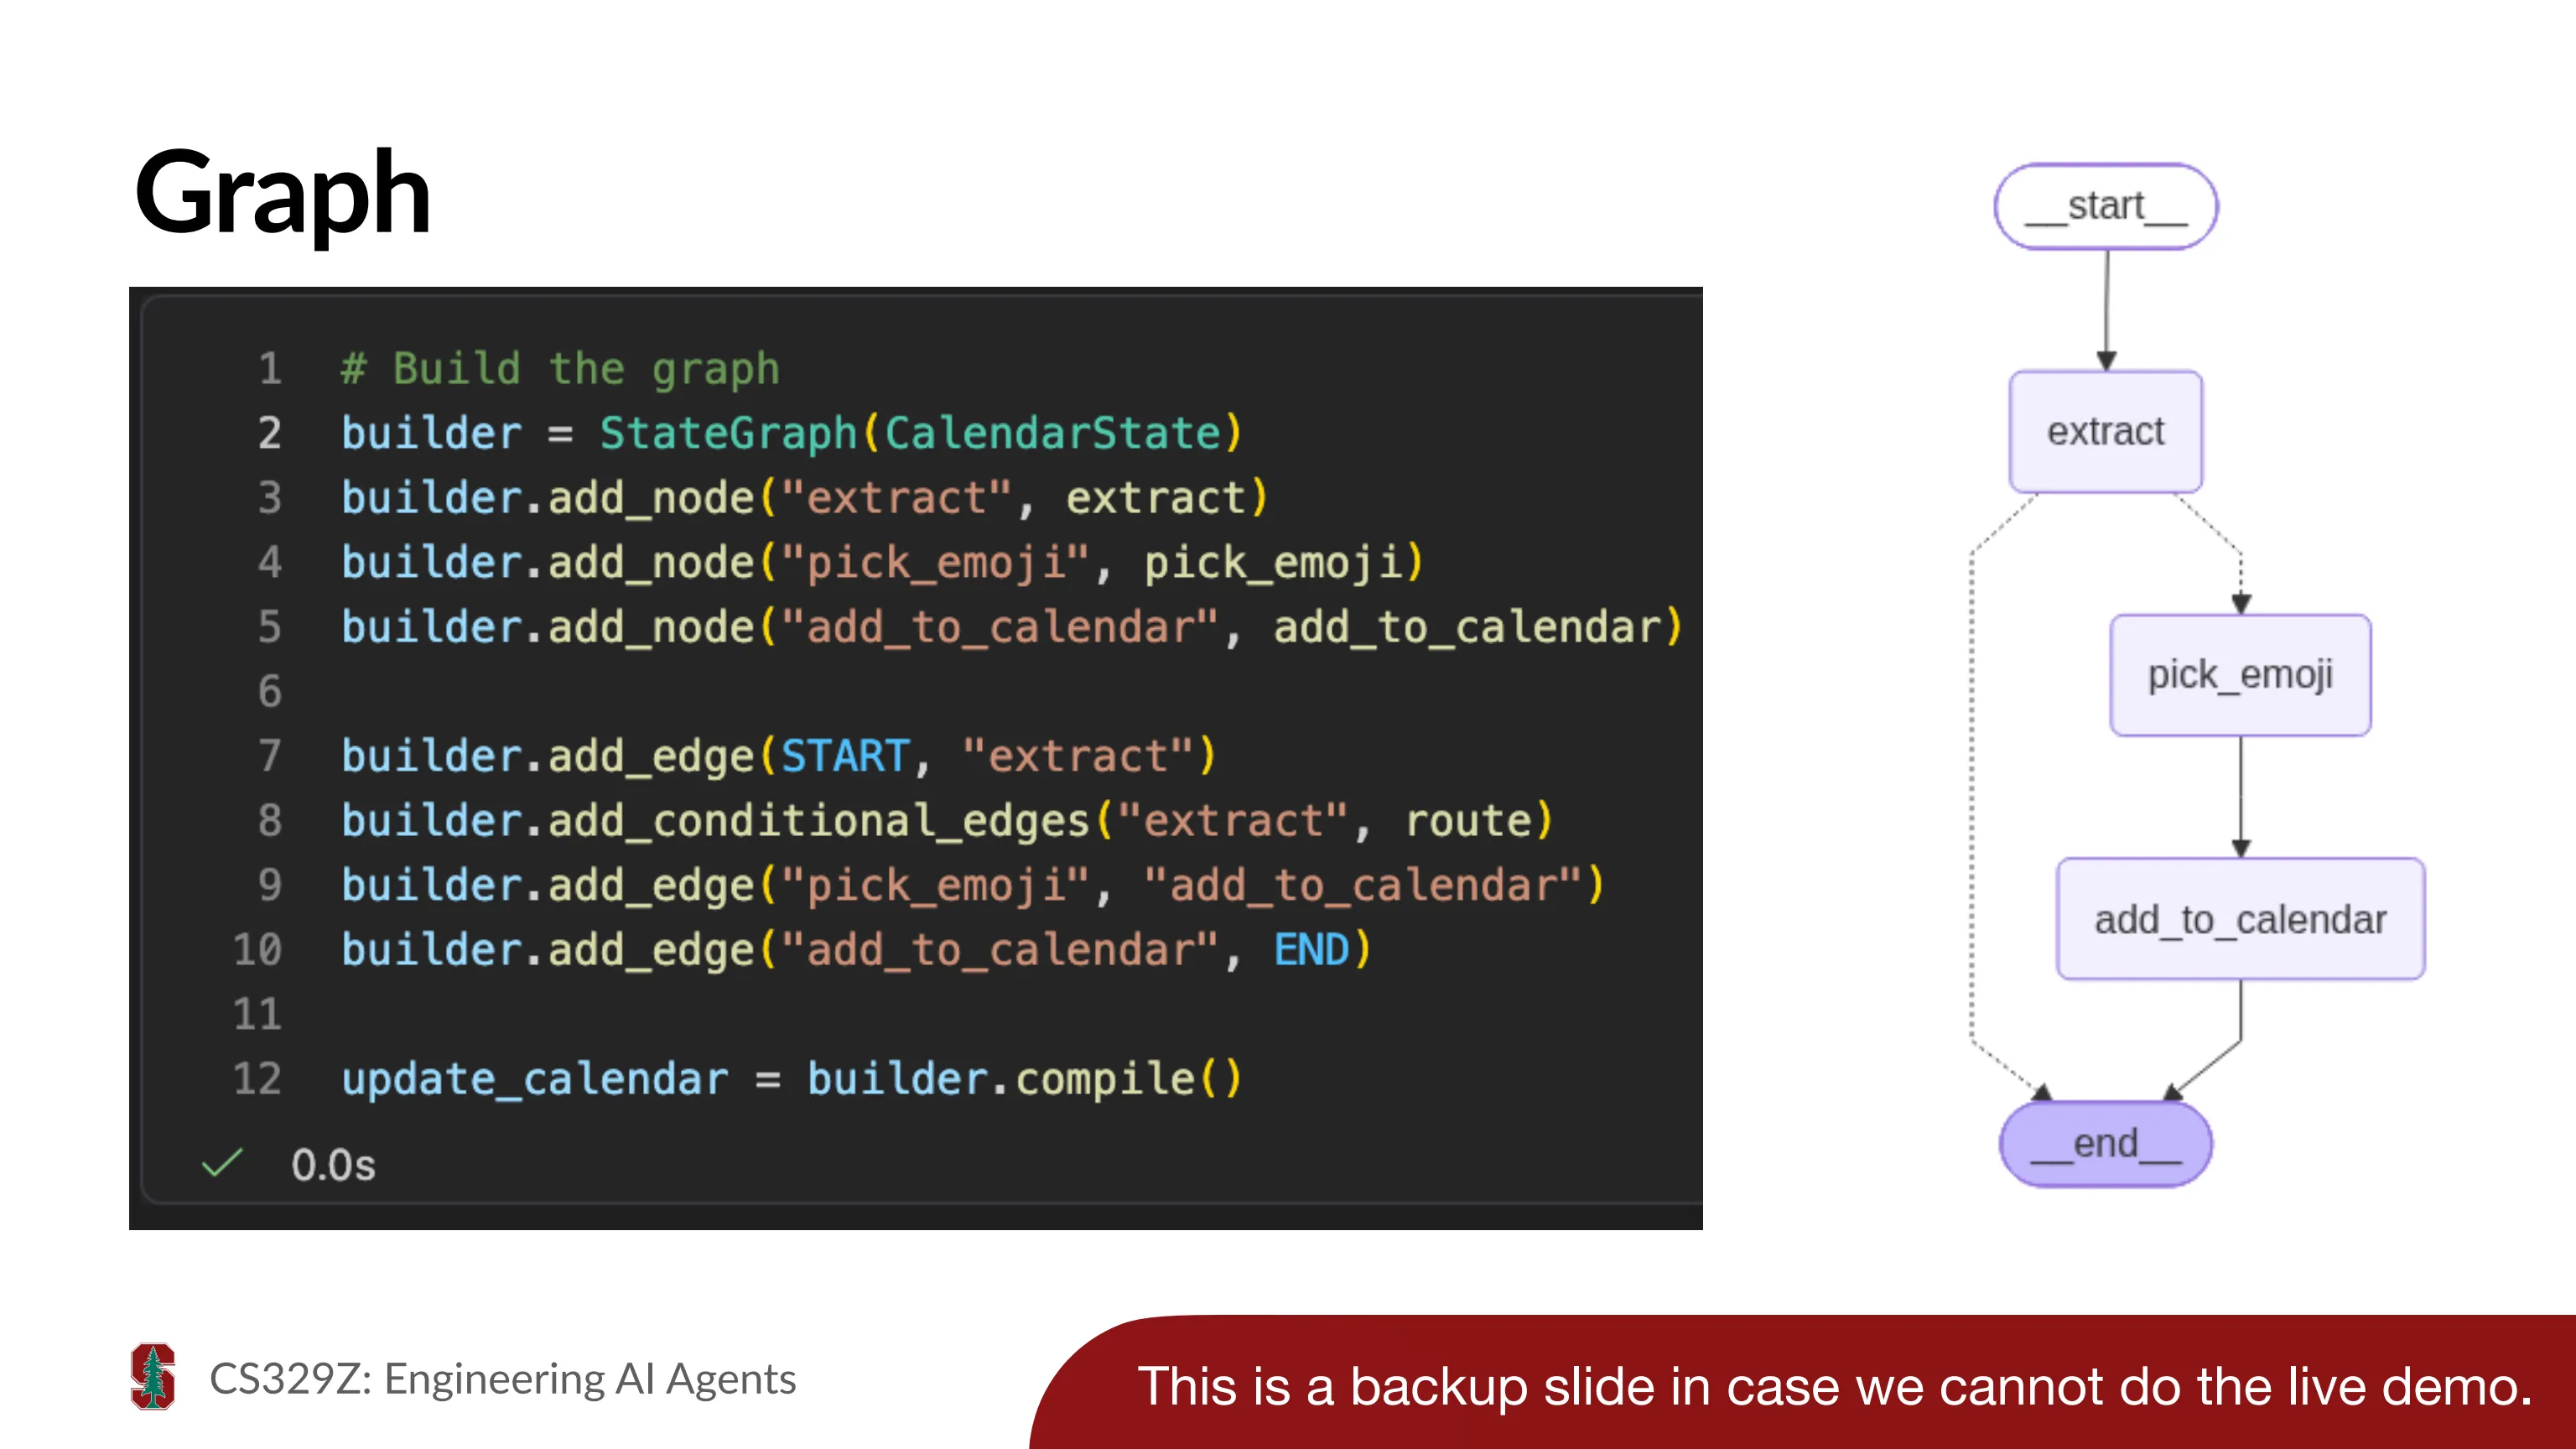 Graph
1 # Build the graph
2 builder = StateGraph(CalendarState)
3 builder.add_node("extract", extract)
4 builder.add_node("pick_emoji", pick_emoji)
5 builder.add_node("add_to_calendar", add_to_calendar)
6
7 builder.add_edge(START, "extract")
8 builder.add_conditional_edges("extract", route)
9 builder.add_edge("pick_emoji", "add_to_calendar")
10 builder.add_edge("add_to_calendar", END)
11
12 update_calendar = builder.compile()
0.0s
__start__
extract
pick_emoji
add_to_calendar
__end__
CS329Z: Engineering AI Agents
This is a backup slide in case we cannot do the live demo.